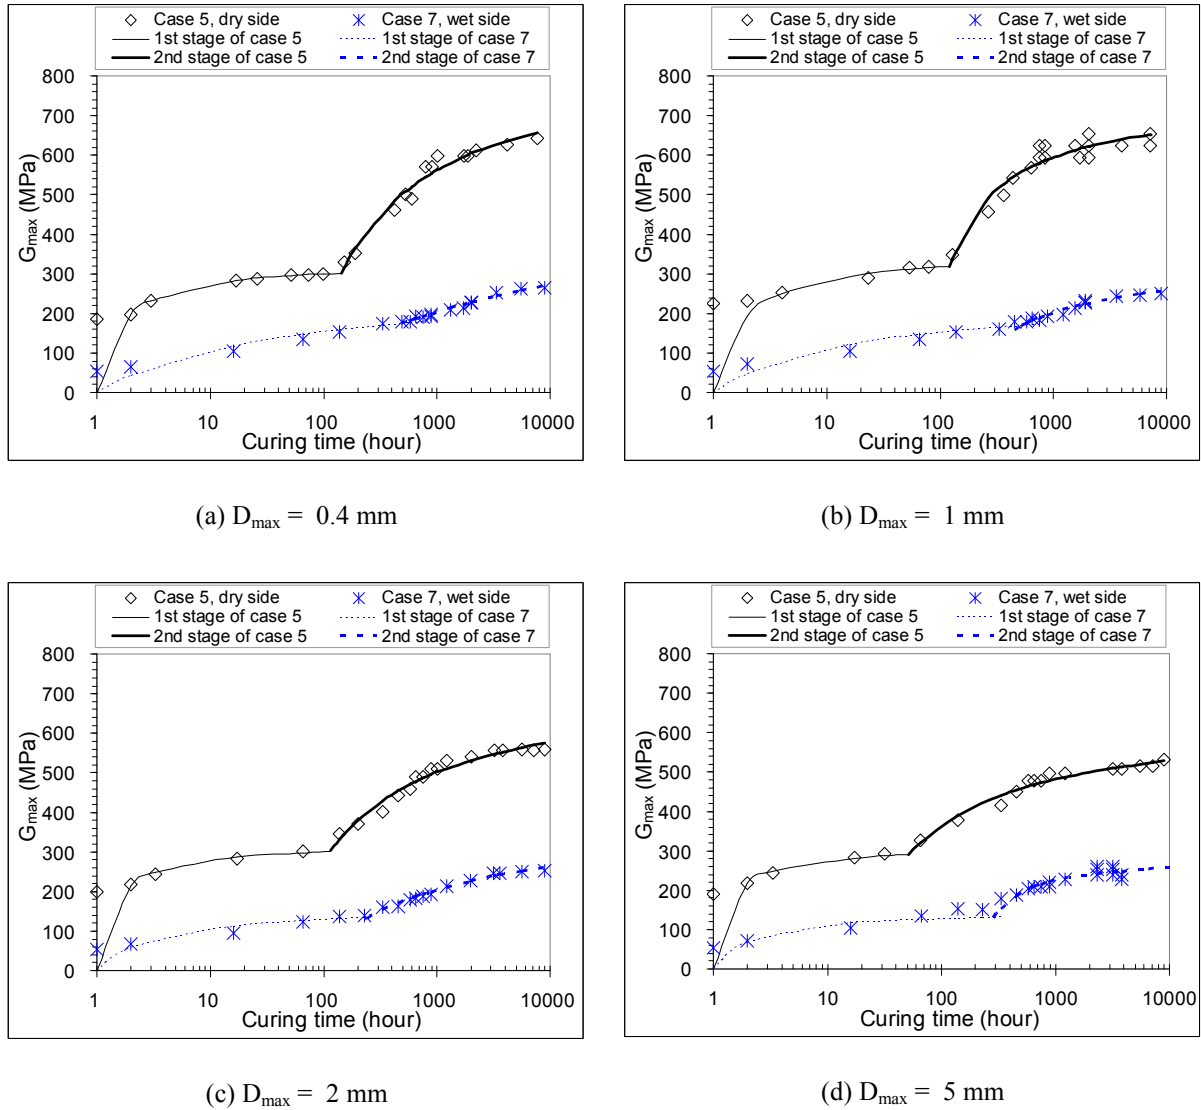 Case 5, dry side Case 7, wet side
1st stage of case 5 1st stage of case 7
2nd stage of case 5 2nd stage of case 7
800
700
600
500
400
300
200
100
0
Gmax (MPa)
1 10 100 1000 10000
Curing time (hour)
(a) Dmax = 0.4 mm
Case 5, dry side Case 7, wet side
1st stage of case 5 1st stage of case 7
2nd stage of case 5 2nd stage of case 7
800
700
600
500
400
300
200
100
0
Gmax (MPa)
1 10 100 1000 10000
Curing time (hour)
(b) Dmax = 1 mm
Case 5, dry side Case 7, wet side
1st stage of case 5 1st stage of case 7
2nd stage of case 5 2nd stage of case 7
800
700
600
500
400
300
200
100
0
Gmax (MPa)
1 10 100 1000 10000
Curing time (hour)
(c) Dmax = 2 mm
Case 5, dry side Case 7, wet side
1st stage of case 5 1st stage of case 7
2nd stage of case 5 2nd stage of case 7
800
700
600
500
400
300
200
100
0
Gmax (MPa)
1 10 100 1000 10000
Curing time (hour)
(d) Dmax = 5 mm